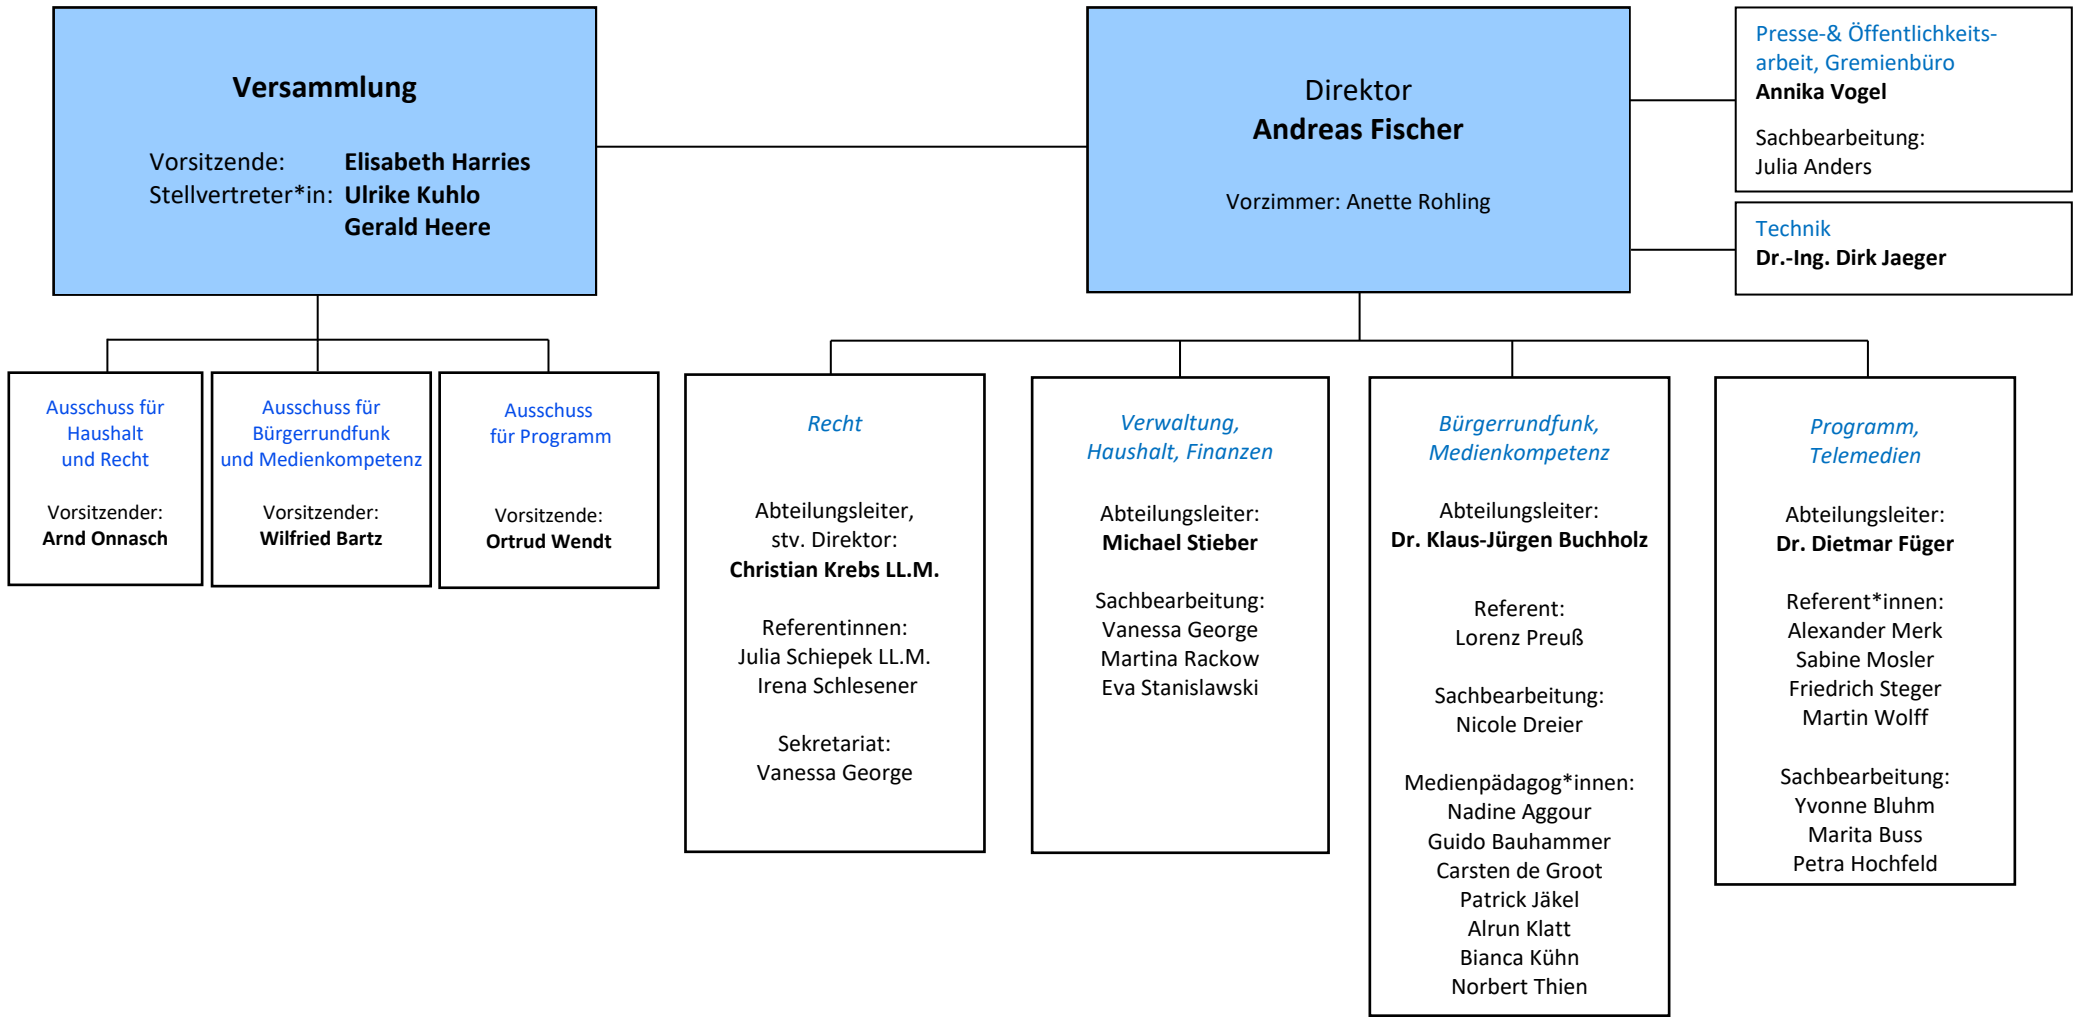 Versammlung
Vorsitzende: Elisabeth Harries
Stellvertreter*in: Ulrike Kuhlo
Gerald Heere
Direktor
Andreas Fischer
Vorzimmer: Anette Rohling
Presse-& Öffentlichkeits-
arbeit, Gremienbüro
Annika Vogel
Sachbearbeitung:
Julia Anders
Technik
Dr.-Ing. Dirk Jaeger
Ausschuss für
Haushalt
und Recht
Vorsitzender:
Arnd Onnasch
Ausschuss für
Bürgerrundfunk
und Medienkompetenz
Vorsitzender:
Wilfried Bartz
Ausschuss
für Programm
Vorsitzende:
Ortrud Wendt
Recht
Abteilungsleiter,
stv. Direktor:
Christian Krebs LL.M.
Referentinnen:
Julia Schiepek LL.M.
Irena Schlesener
Sekretariat:
Vanessa George
Verwaltung,
Haushalt, Finanzen
Abteilungsleiter:
Michael Stieber
Sachbearbeitung:
Vanessa George
Martina Rackow
Eva Stanislawski
Bürgerrundfunk,
Medienkompetenz
Abteilungsleiter:
Dr. Klaus-Jürgen Buchholz
Referent:
Lorenz Preuß
Sachbearbeitung:
Nicole Dreier
Medienpädagog*innen:
Nadine Aggour
Guido Bauhammer
Carsten de Groot
Patrick Jäkel
Alrun Klatt
Bianca Kühn
Norbert Thien
Programm,
Telemedien
Abteilungsleiter:
Dr. Dietmar Füger
Referent*innen:
Alexander Merk
Sabine Mosler
Friedrich Steger
Martin Wolff
Sachbearbeitung:
Yvonne Bluhm
Marita Buss
Petra Hochfeld